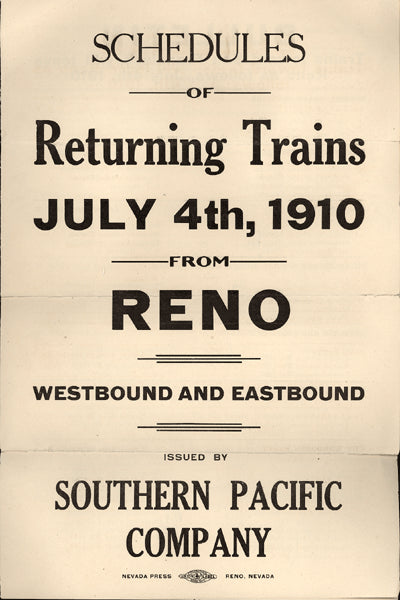 SCHEDULES
OF
Returning Trains
JULY 4th, 1910
FROM
RENO
WESTBOUND AND EASTBOUND
ISSUED BY
SOUTHERN PACIFIC
COMPANY
NEVADA PRESS RENO, NEVADA